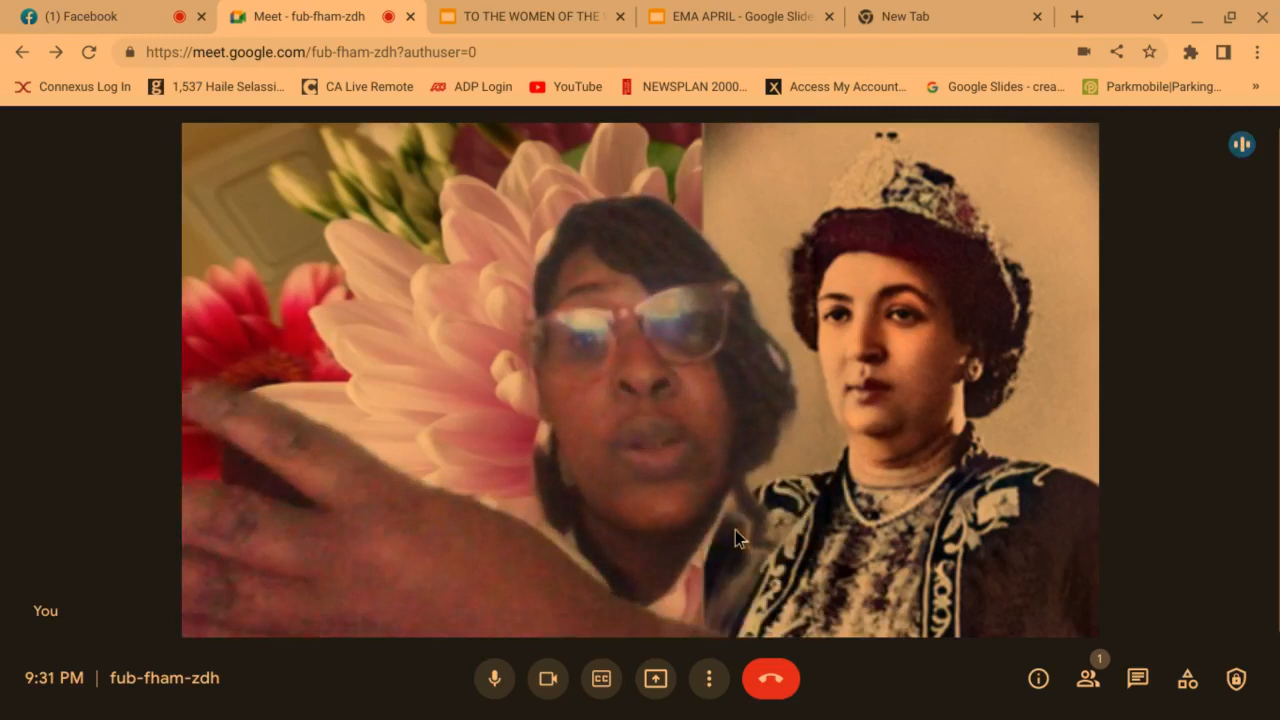 (1) Facebook
Meet - fub-fham-zdh
TO THE WOMEN OF THE
EMA APRIL - Google Slide
New Tab
https://meet.google.com/fub-fham-zdh?authuser=0
Connexus Log In
1,537 Haile Selassi...
CA Live Remote
ADP Login
YouTube
NEWSPLAN 2000...
Access My Account...
Google Slides - crea...
Parkmobile|Parking...
»
You
9:31 PM | fub-fham-zdh
CC
1